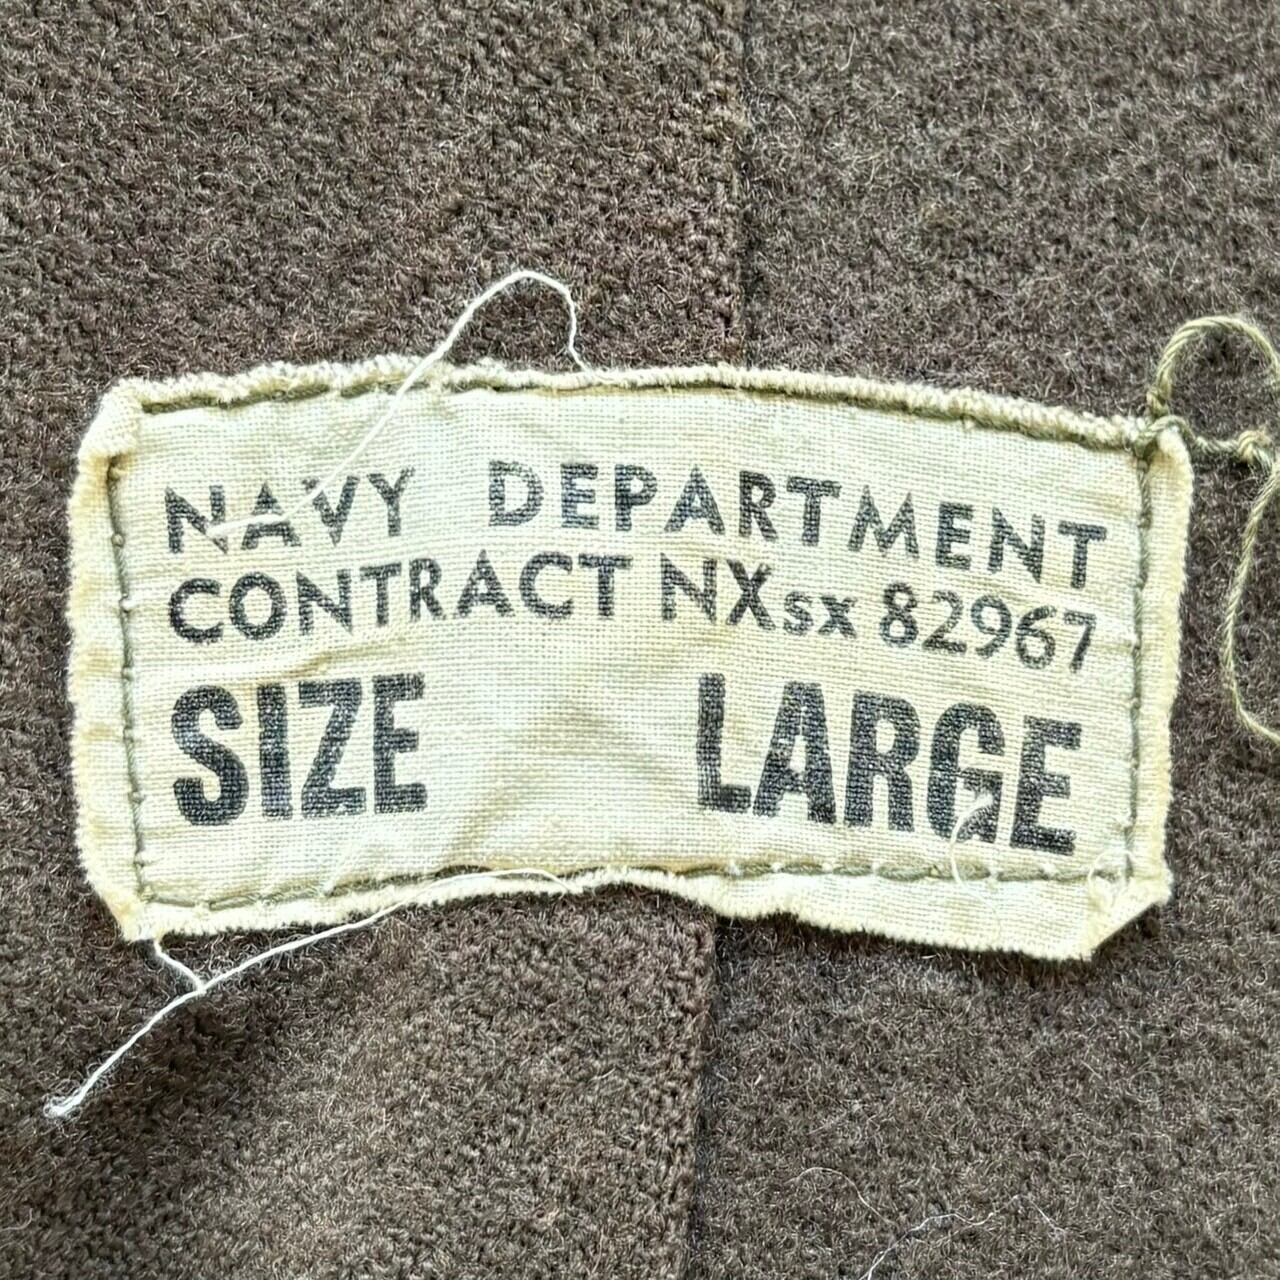 NAVY DEPARTMENT
CONTRACT NXsx 82967
SIZE LARGE